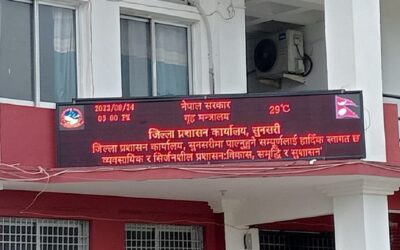 2023/08/24 नेपाल सरकार 29℃
03:00 PM गृह मन्त्रालय
जिल्ला प्रशासन कार्यालय, सुनसरी
जिल्ला प्रशासन कार्यालय, सुनसरीमा पाल्नुहुने सम्पूर्णलाई हार्दिक स्वागत छ
"व्यवसायिक र सिर्जनशील प्रशासन:विकास, समृद्धि र सुशासन"